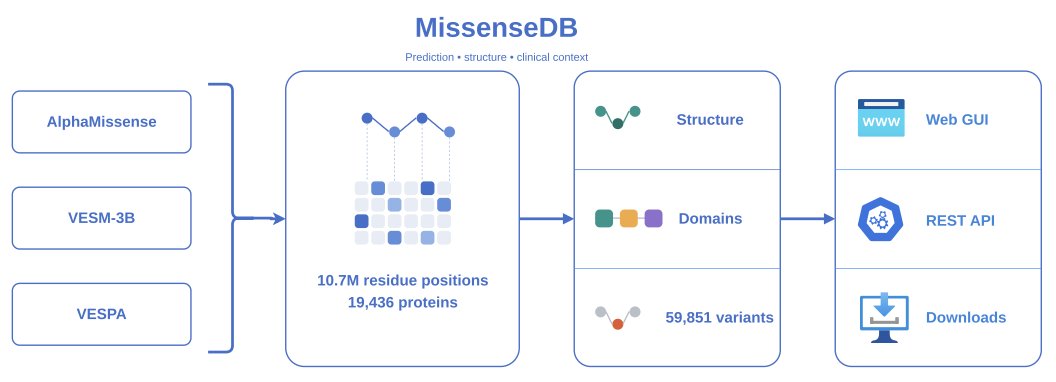 MissenseDB
Prediction • structure • clinical context
AlphaMissense
VESM-3B
VESPA
10.7M residue positions
19,436 proteins
Structure
Domains
59,851 variants
WWW
Web GUI
REST API
Downloads